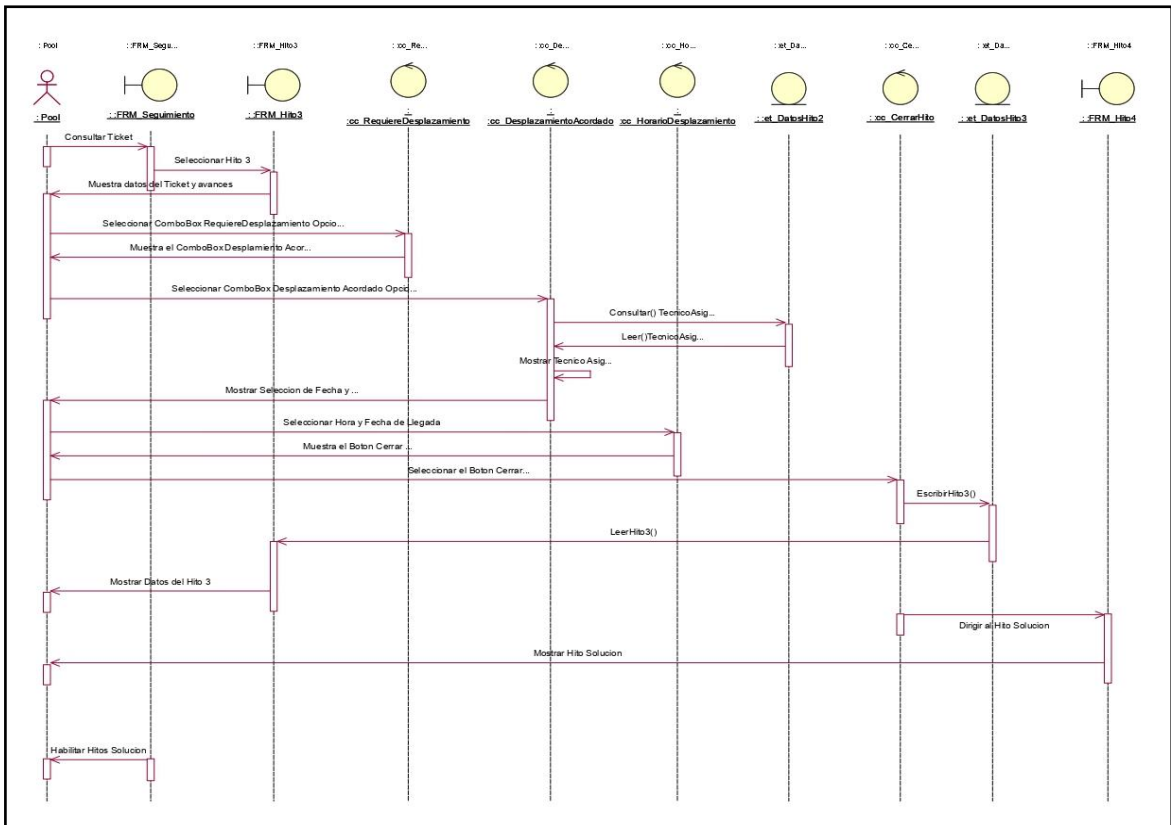 : Pool
: :FRM_Segu...
: :FRM_Hito3
: :cc_Re...
: :cc_De...
: :cc_Ho...
: :et_Da...
: :cc_Ce...
: :et_Da...
: :FRM_Hito4
: Pool
: ::FRM_Seguimiento
: ::FRM_Hito3
:
:cc_RequiereDesplazamiento
:
:cc_DesplazamientoAcordado
:
:cc_HorarioDesplazamiento
: ::et_DatosHito2
: :cc_CerrarHito
: ::et_DatosHito3
: ::FRM_Hito4
Consultar Ticket
Seleccionar Hito 3
Muestra datos del Ticket y avances
Seleccionar ComboBox RequiereDesplazamiento Opcio...
Muestra el ComboBox Desplamiento Acor...
Seleccionar ComboBox Desplazamiento Acordado Opcio...
Consultar() TecnicoAsig...
Leer()TecnicoAsig...
Mostrar Tecnico Asig...
Mostrar Seleccion de Fecha y ...
Seleccionar Hora y Fecha de Llegada
Muestra el Boton Cerrar ...
Seleccionar el Boton Cerrar...
EscribirHito3()
LeerHito3()
Mostrar Datos del Hito 3
Dirigir al Hito Solucion
Mostrar Hito Solucion
Habilitar Hitos Solucion